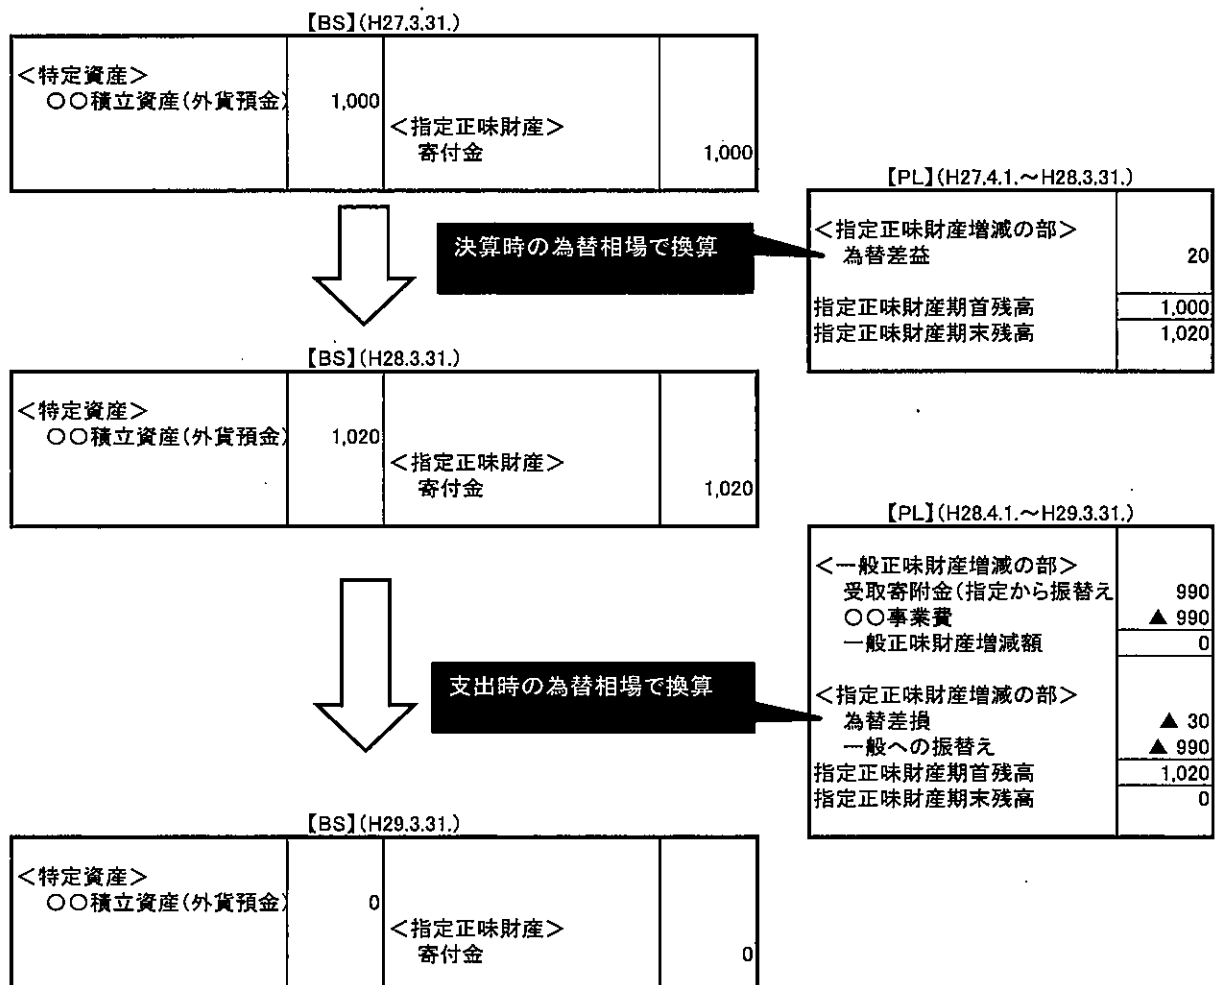 【BS】(H27.3.31.)
＜特定資産＞
〇〇積立資産(外貨預金) 1,000
＜指定正味財産＞
寄付金 1,000
【PL】(H27.4.1.～H28.3.31.)
＜指定正味財産増減の部＞
為替差益 20
指定正味財産期首残高 1,000
指定正味財産期末残高 1,020
決算時の為替相場で換算
【BS】(H28.3.31.)
＜特定資産＞
〇〇積立資産(外貨預金) 1,020
＜指定正味財産＞
寄付金 1,020
【PL】(H28.4.1.～H29.3.31.)
＜一般正味財産増減の部＞
受取寄附金(指定から振替え 990
〇〇事業費 ▲ 990
一般正味財産増減額 0
＜指定正味財産増減の部＞
為替差損 ▲ 30
一般への振替え ▲ 990
指定正味財産期首残高 1,020
指定正味財産期末残高 0
支出時の為替相場で換算
【BS】(H29.3.31.)
＜特定資産＞
〇〇積立資産(外貨預金) 0
＜指定正味財産＞
寄付金 0